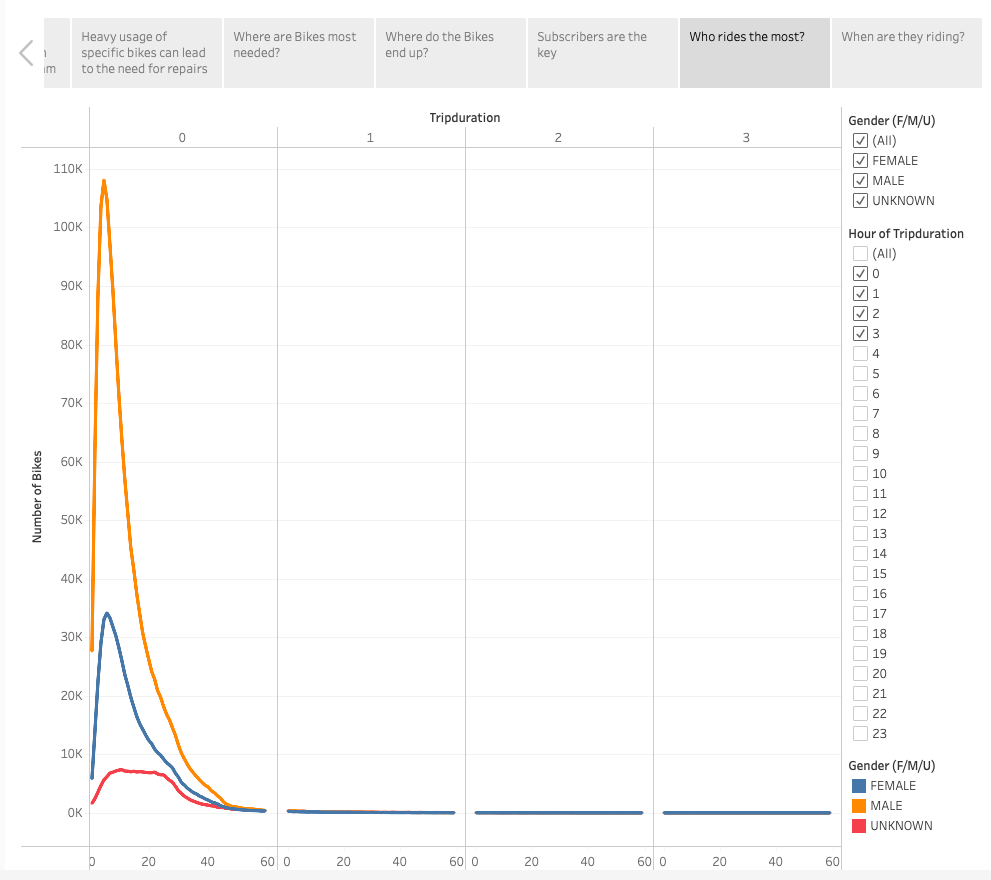 Heavy usage of
specific bikes can lead
to the need for repairs
Where are Bikes most
needed?
Where do the Bikes
end up?
Subscribers are the
key
Who rides the most?
When are they riding?
Tripduration
0 1 2 3
Number of Bikes
110K
100K
90K
80K
70K
60K
50K
40K
30K
20K
10K
0K
0 20 40 60 0 20 40 60 0 20 40 60 0 20 40 60
Gender (F/M/U)
(All)
FEMALE
MALE
UNKNOWN
Hour of Tripduration
(All)
0
1
2
3
4
5
6
7
8
9
10
11
12
13
14
15
16
17
18
19
20
21
22
23
Gender (F/M/U)
FEMALE
MALE
UNKNOWN